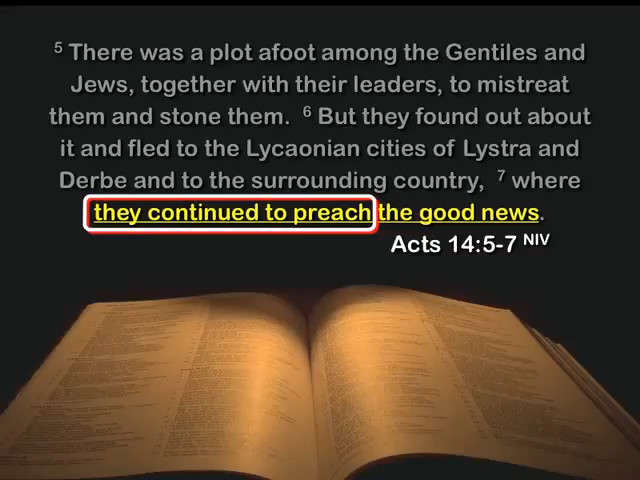 ⁵ There was a plot afoot among the Gentiles and
Jews, together with their leaders, to mistreat
them and stone them. ⁶ But they found out about
it and fled to the Lycaonian cities of Lystra and
Derbe and to the surrounding country, ⁷ where
they continued to preach the good news.
Acts 14:5-7 NIV